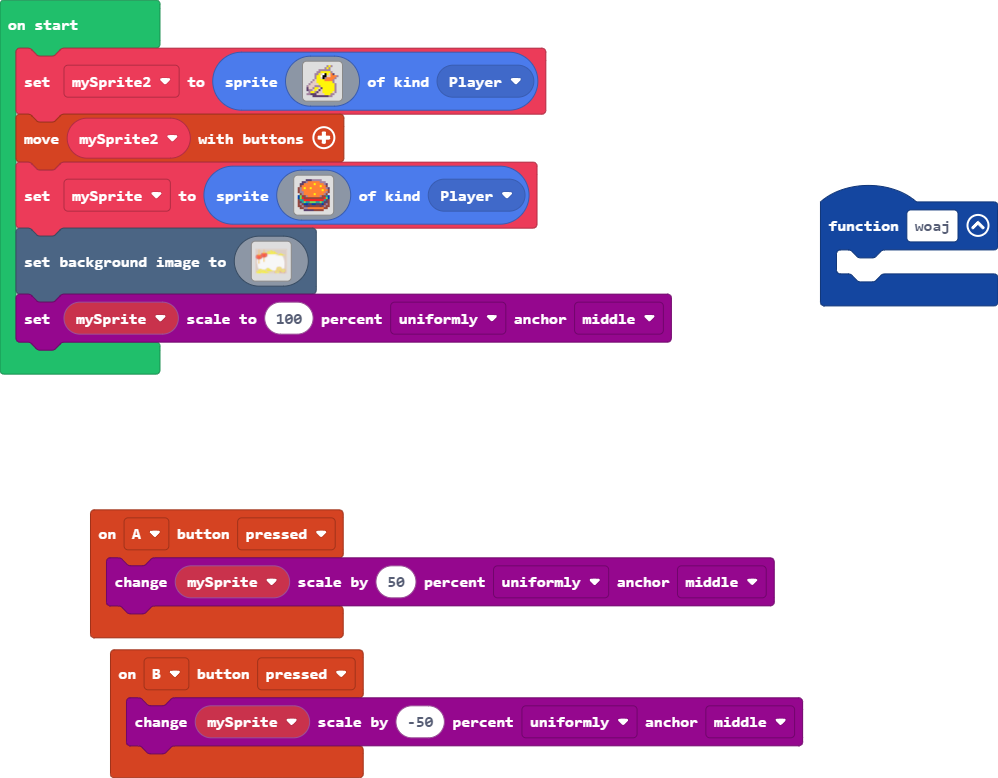 on start
set mySprite2 to sprite of kind Player
move mySprite2 with buttons
set mySprite to sprite of kind Player
function woaj
set background image to
set mySprite scale to 100 percent uniformly anchor middle
on A button pressed
change mySprite scale by 50 percent uniformly anchor middle
on B button pressed
change mySprite scale by -50 percent uniformly anchor middle